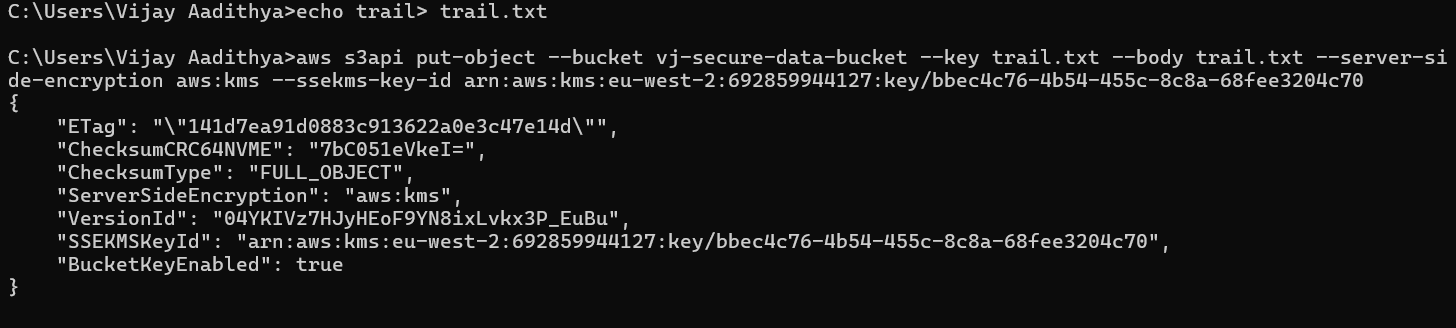 C:\Users\Vijay Aadithya>echo trail> trail.txt
C:\Users\Vijay Aadithya>aws s3api put-object --bucket vj-secure-data-bucket --key trail.txt --body trail.txt --server-si
de-encryption aws:kms --ssekms-key-id arn:aws:kms:eu-west-2:692859944127:key/bbec4c76-4b54-455c-8c8a-68fee3204c70
{
    "ETag": "\"141d7ea91d0883c913622a0e3c47e14d\"",
    "ChecksumCRC64NVME": "7bC051eVkeI=",
    "ChecksumType": "FULL_OBJECT",
    "ServerSideEncryption": "aws:kms",
    "VersionId": "04YKIVz7HJyHEoF9YN8ixLvkx3P_EuBu",
    "SSEKMSKeyId": "arn:aws:kms:eu-west-2:692859944127:key/bbec4c76-4b54-455c-8c8a-68fee3204c70",
    "BucketKeyEnabled": true
}